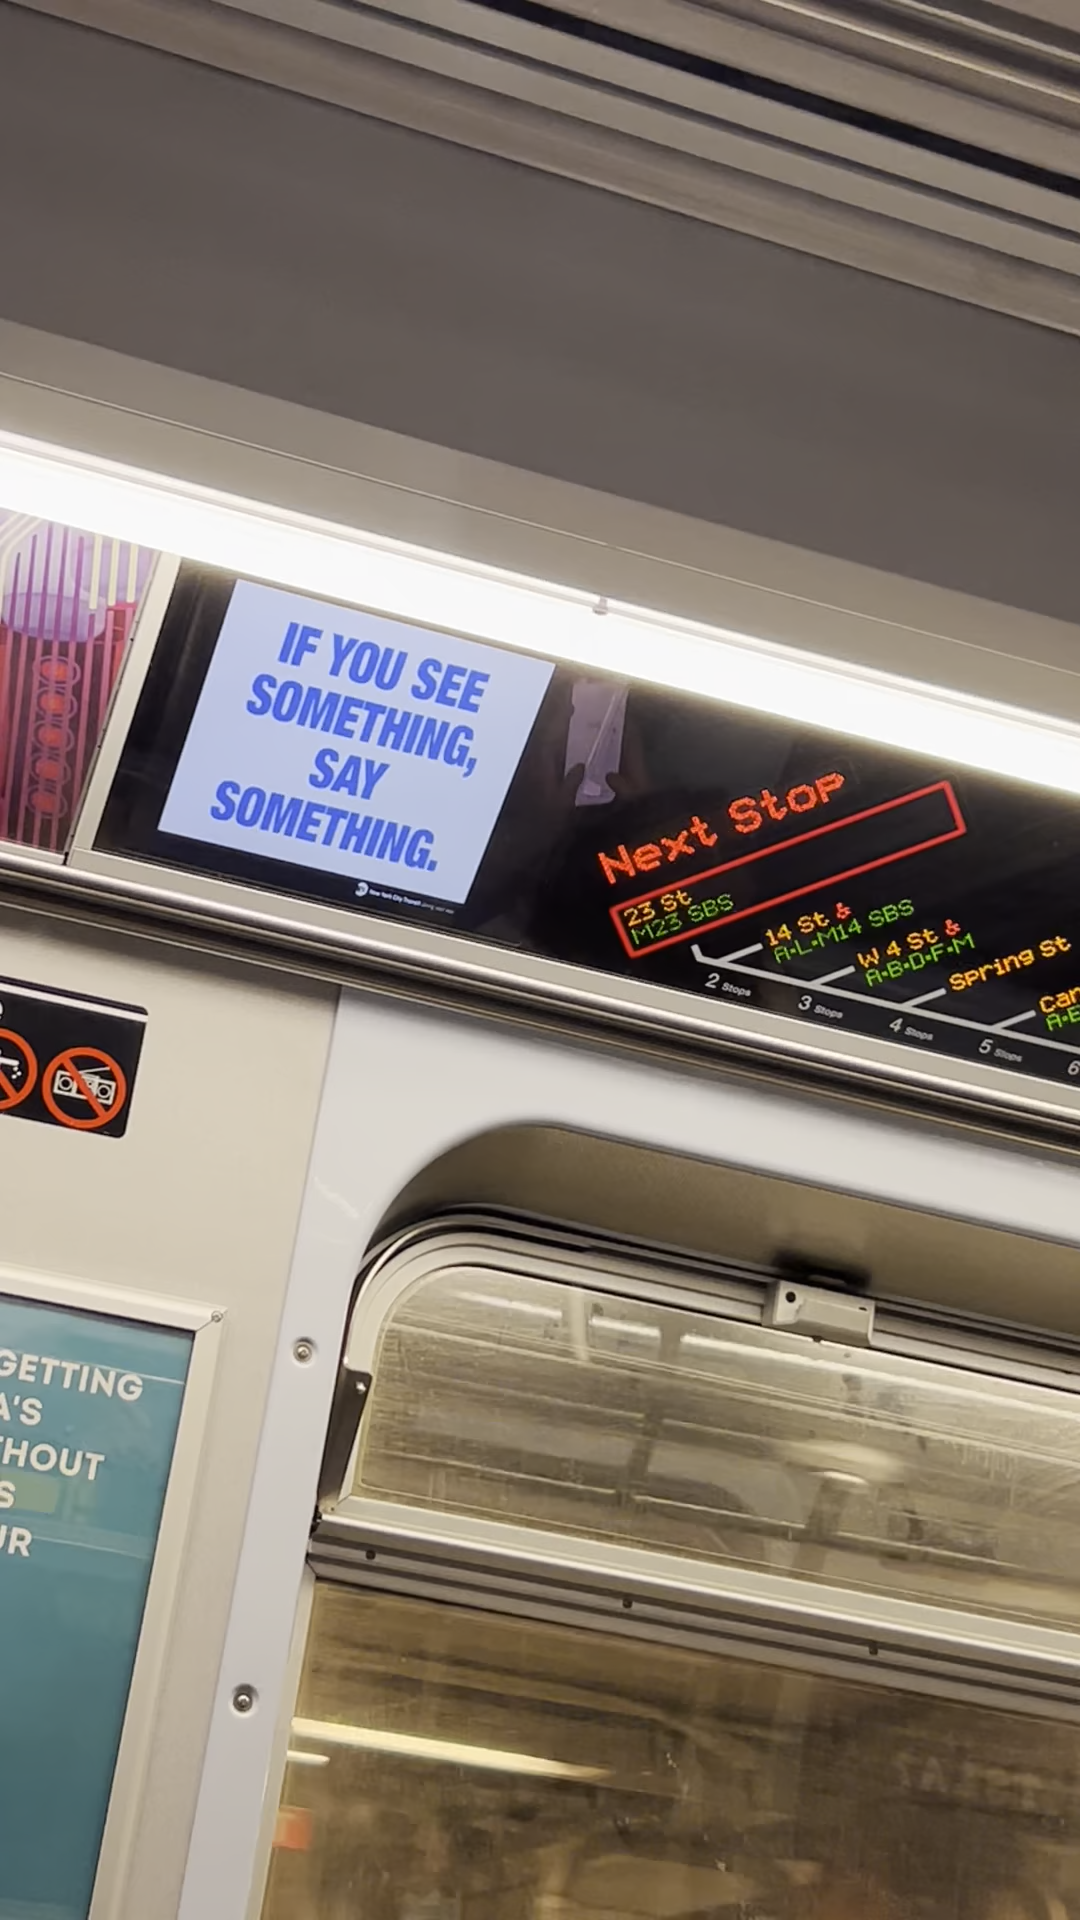 IF YOU SEE
SOMETHING,
SAY
SOMETHING.
New York City Transit
Next Stop
23 St
M23 SBS
14 St &
A•L•M14 SBS
W 4 St &
A•B•D•F•M
Spring St
2 Stops
3 Stops
4 Stops
5 Stops
6
GETTING
A'S
THOUT
S
UR